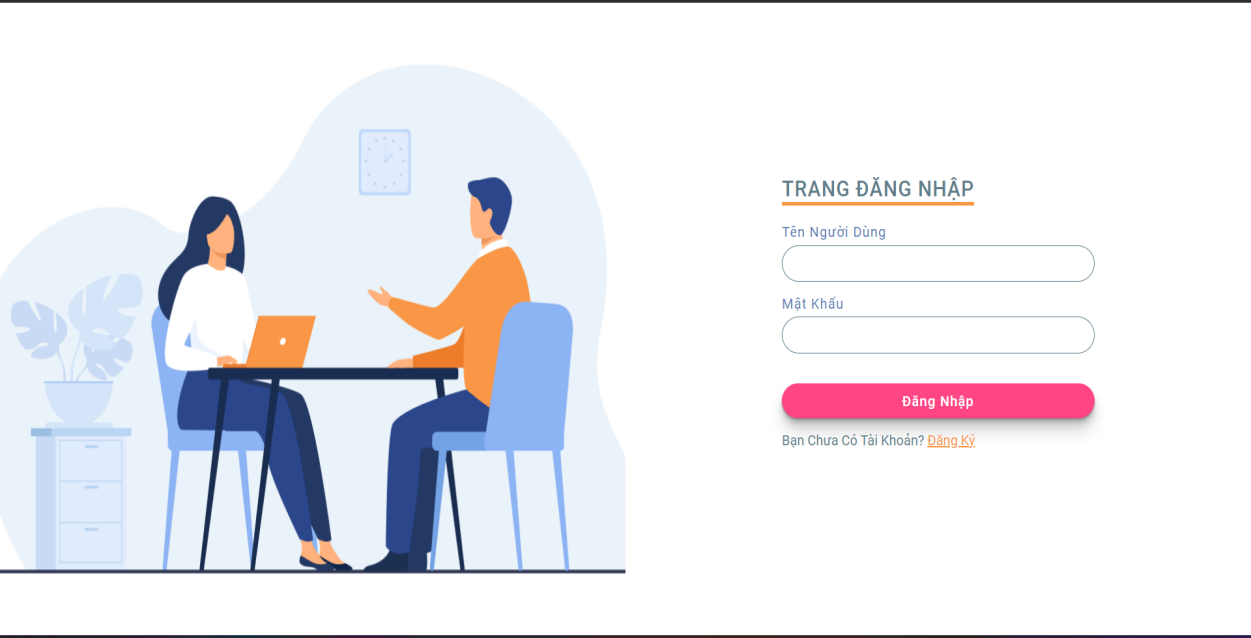 TRANG ĐĂNG NHẬP
Tên Người Dùng
Mật Khẩu
Đăng Nhập
Bạn Chưa Có Tài Khoản? Đăng Ký